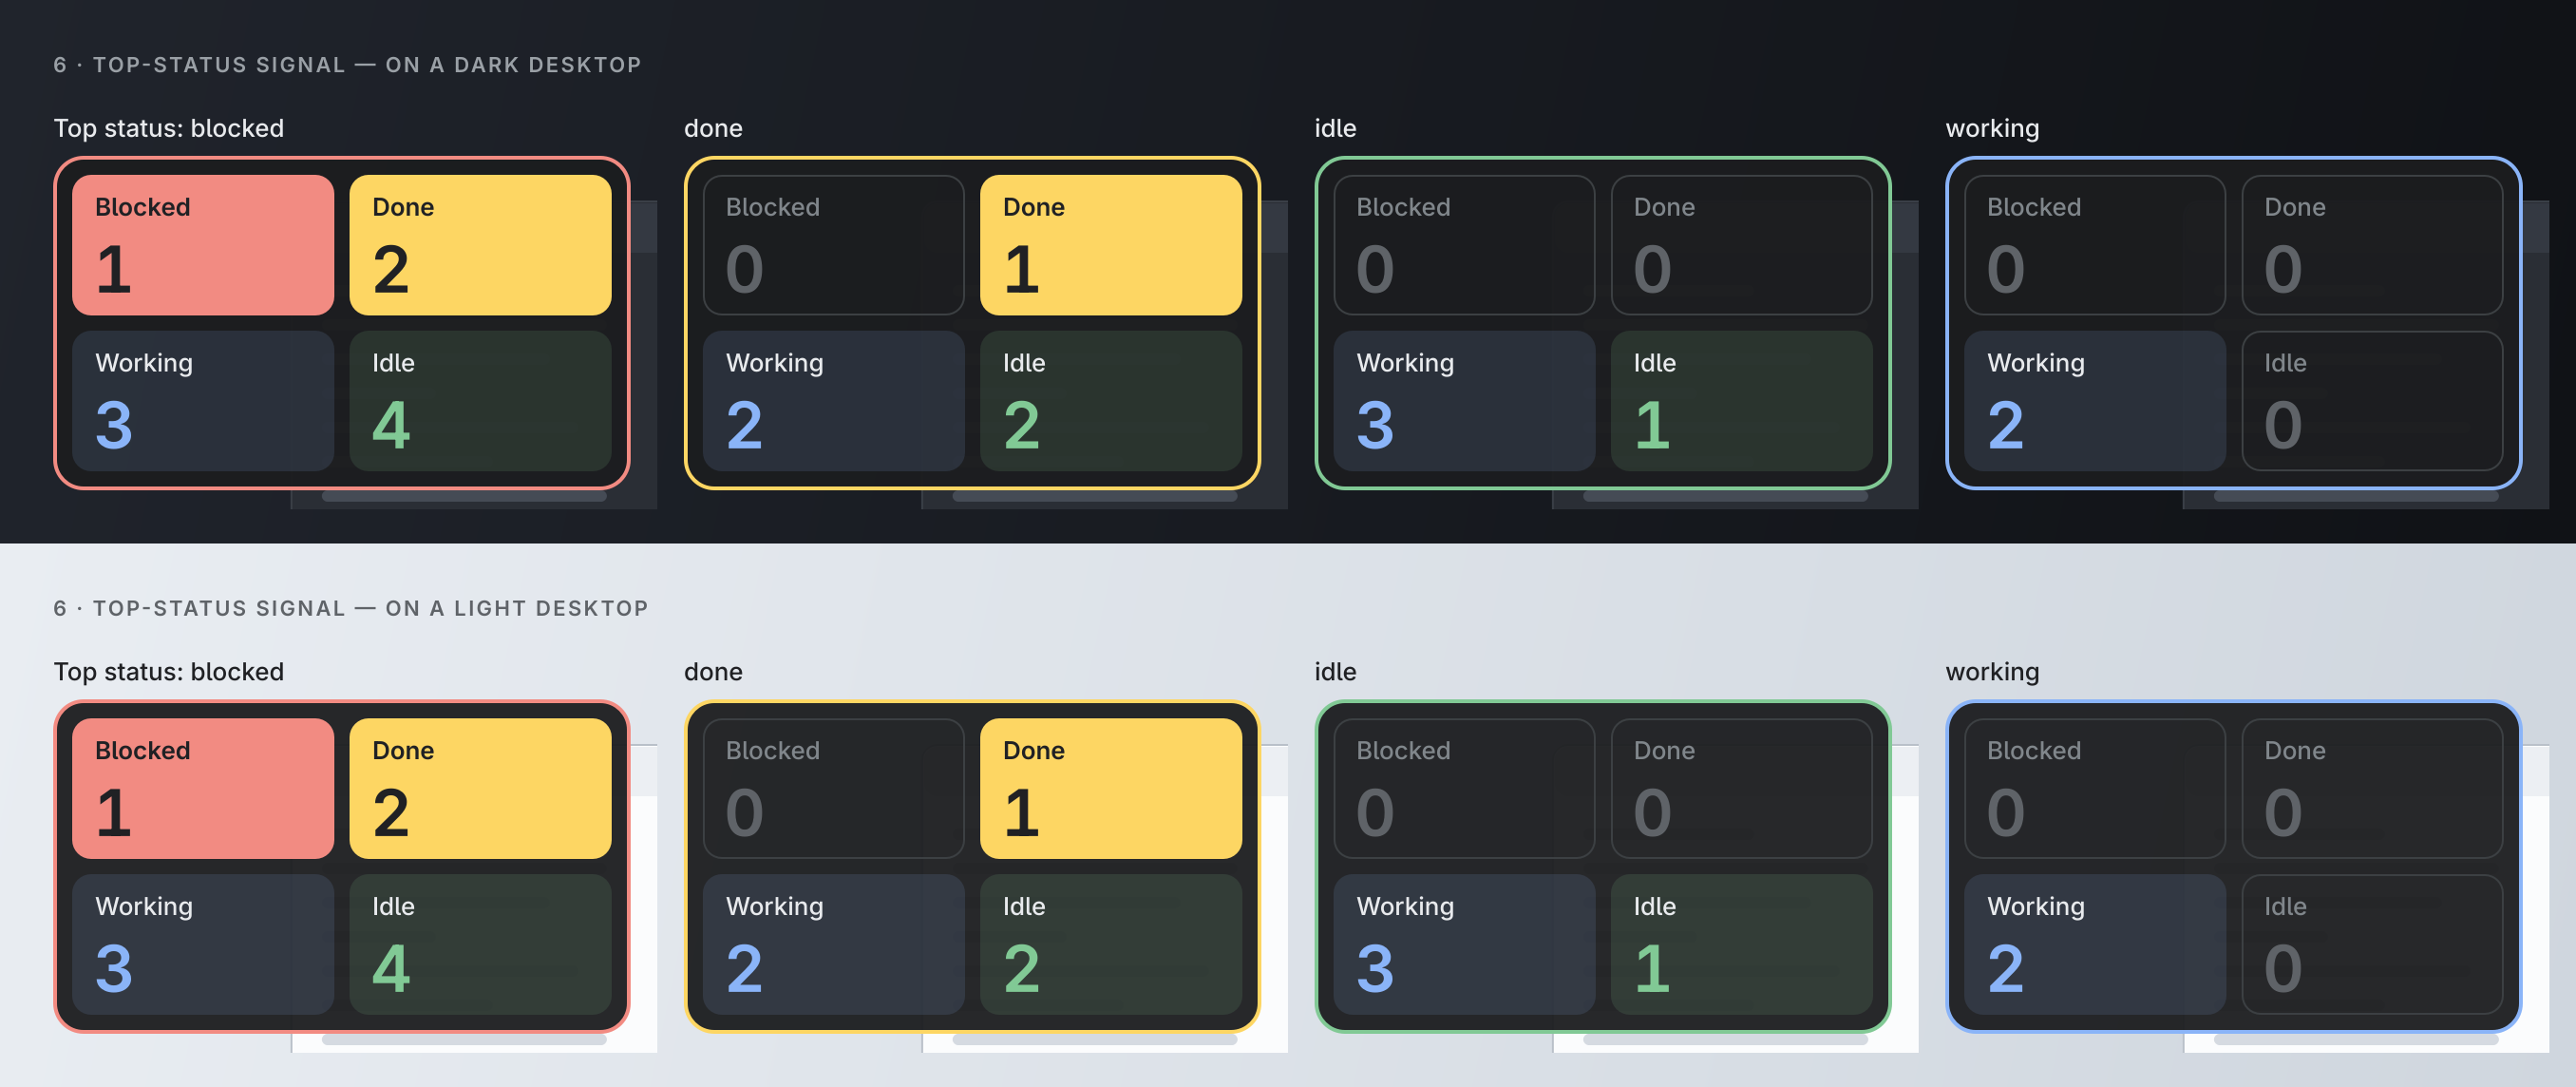 6 · TOP-STATUS SIGNAL — ON A DARK DESKTOP
Top status: blocked
Blocked
1
Done
2
Working
3
Idle
4
done
Blocked
0
Done
1
Working
2
Idle
2
idle
Blocked
0
Done
0
Working
3
Idle
1
working
Blocked
0
Done
0
Working
2
Idle
0
6 · TOP-STATUS SIGNAL — ON A LIGHT DESKTOP
Top status: blocked
Blocked
1
Done
2
Working
3
Idle
4
done
Blocked
0
Done
1
Working
2
Idle
2
idle
Blocked
0
Done
0
Working
3
Idle
1
working
Blocked
0
Done
0
Working
2
Idle
0